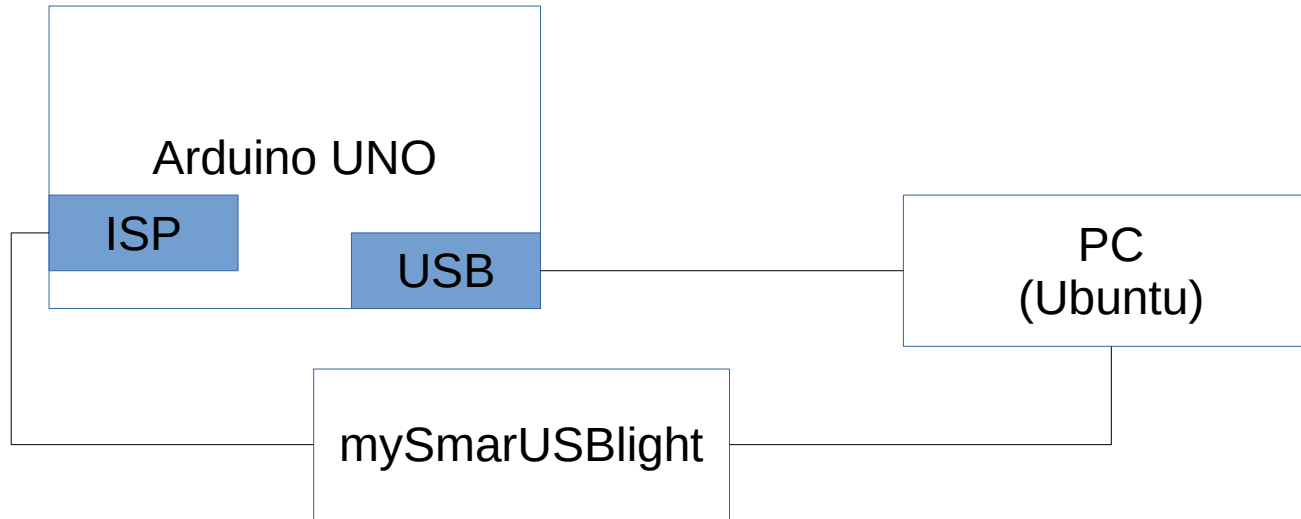 Arduino UNO
ISP
USB
PC
(Ubuntu)
mySmarUSBlight